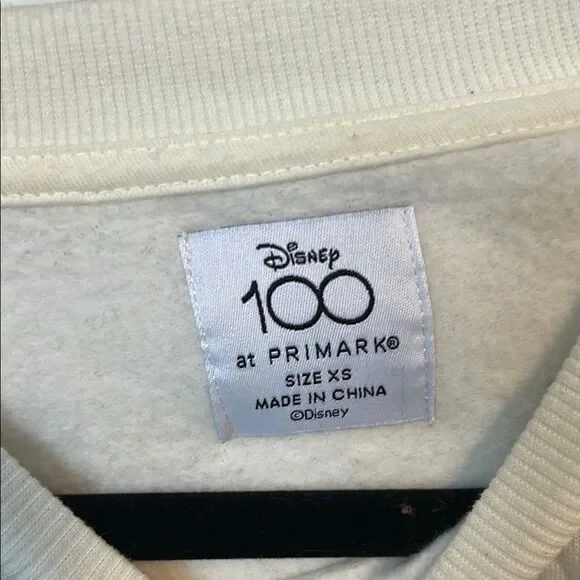 Disney
100
at PRIMARK®
SIZE XS
MADE IN CHINA
©Disney